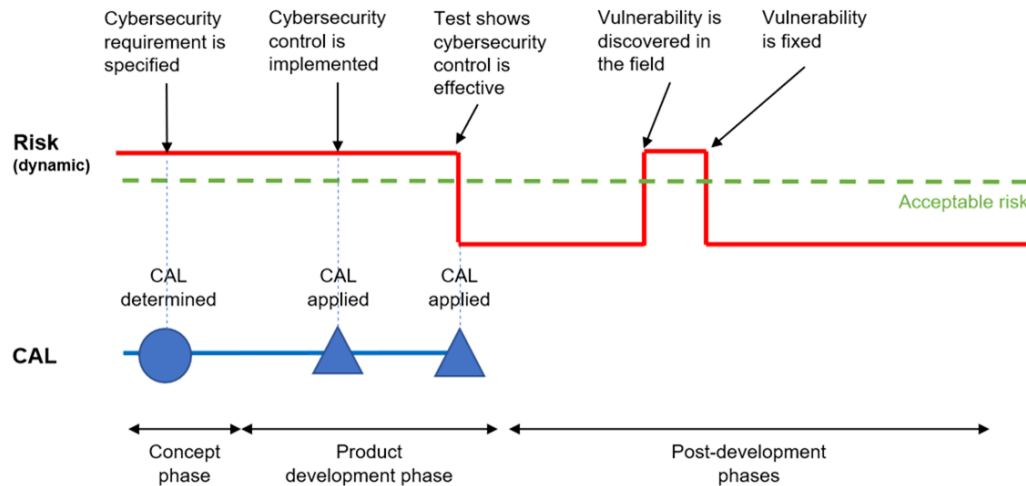 Cybersecurity
requirement is
specified
Cybersecurity
control is
implemented
Test shows
cybersecurity
control is
effective
Vulnerability is
discovered in
the field
Vulnerability
is fixed
Risk
(dynamic)
Acceptable risk
CAL
determined
CAL
applied
CAL
applied
CAL
Concept
phase
Product
development phase
Post-development
phases